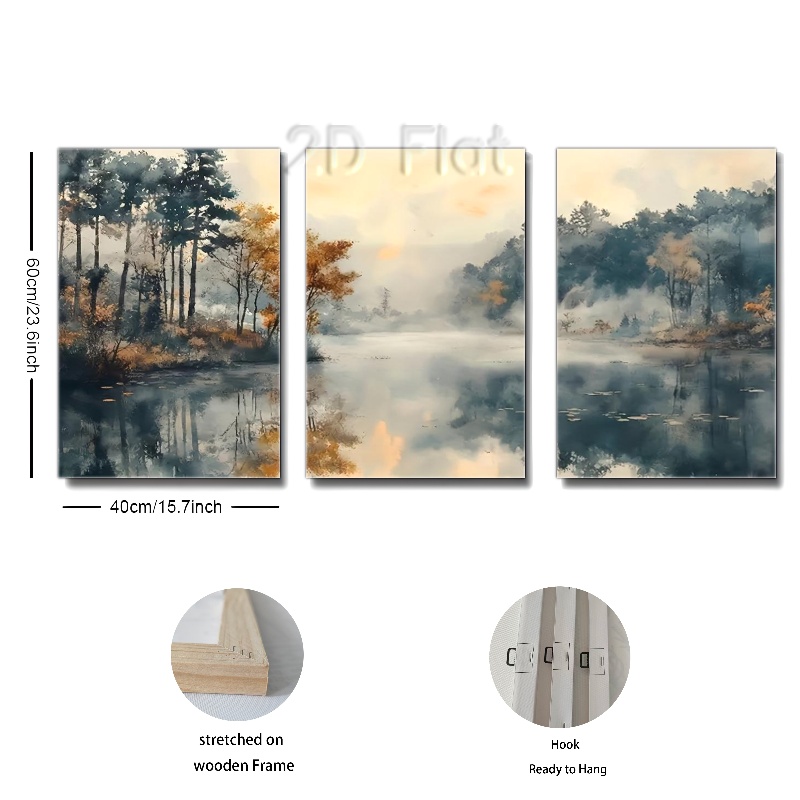 2D Flat
60cm/23.6inch
40cm/15.7inch
stretched on
wooden Frame
Hook
Ready to Hang